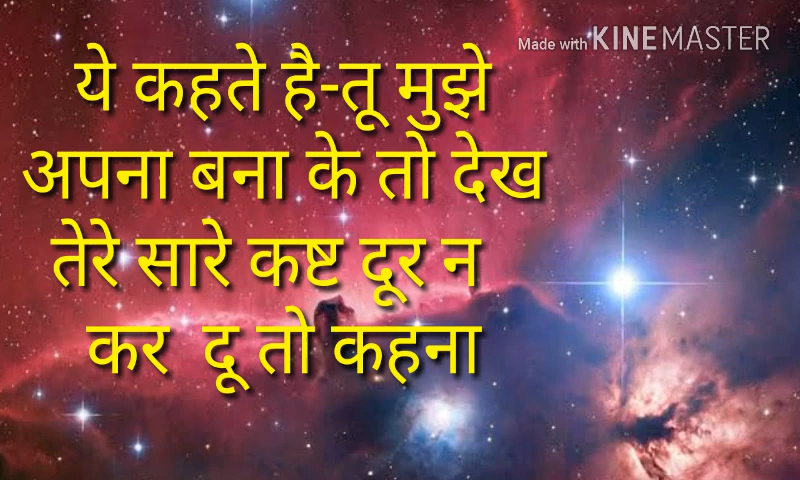 Made with KINEMASTER
ये कहते है-तू मुझे
अपना बना के तो देख
तेरे सारे कष्ट दूर न
कर दू तो कहना